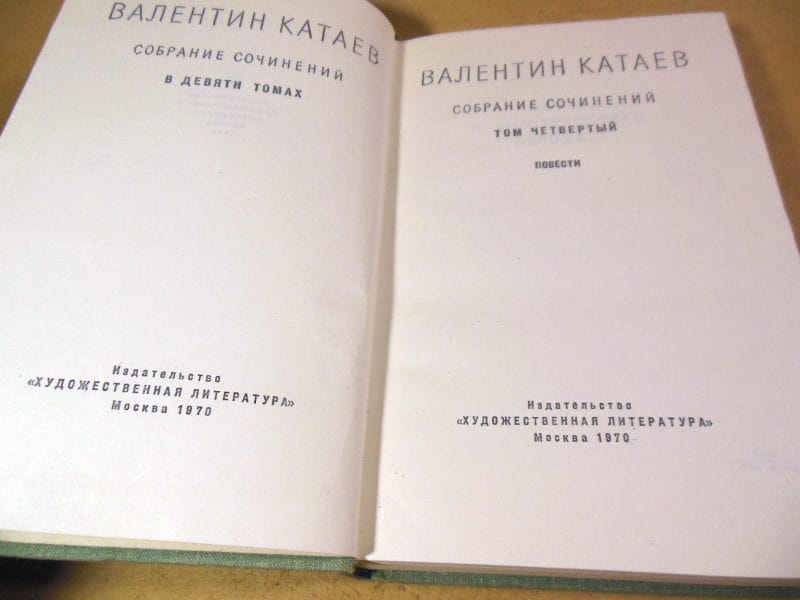 ВАЛЕНТИН КАТАЕВ
СОБРАНИЕ СОЧИНЕНИЙ
В ДЕВЯТИ ТОМАХ
Издательство
«ХУДОЖЕСТВЕННАЯ ЛИТЕРАТУРА»
Москва 1970
ВАЛЕНТИН КАТАЕВ
СОБРАНИЕ СОЧИНЕНИЙ
ТОМ ЧЕТВЕРТЫЙ
ПОВЕСТИ
Издательство
«ХУДОЖЕСТВЕННАЯ ЛИТЕРАТУРА»
Москва 1970